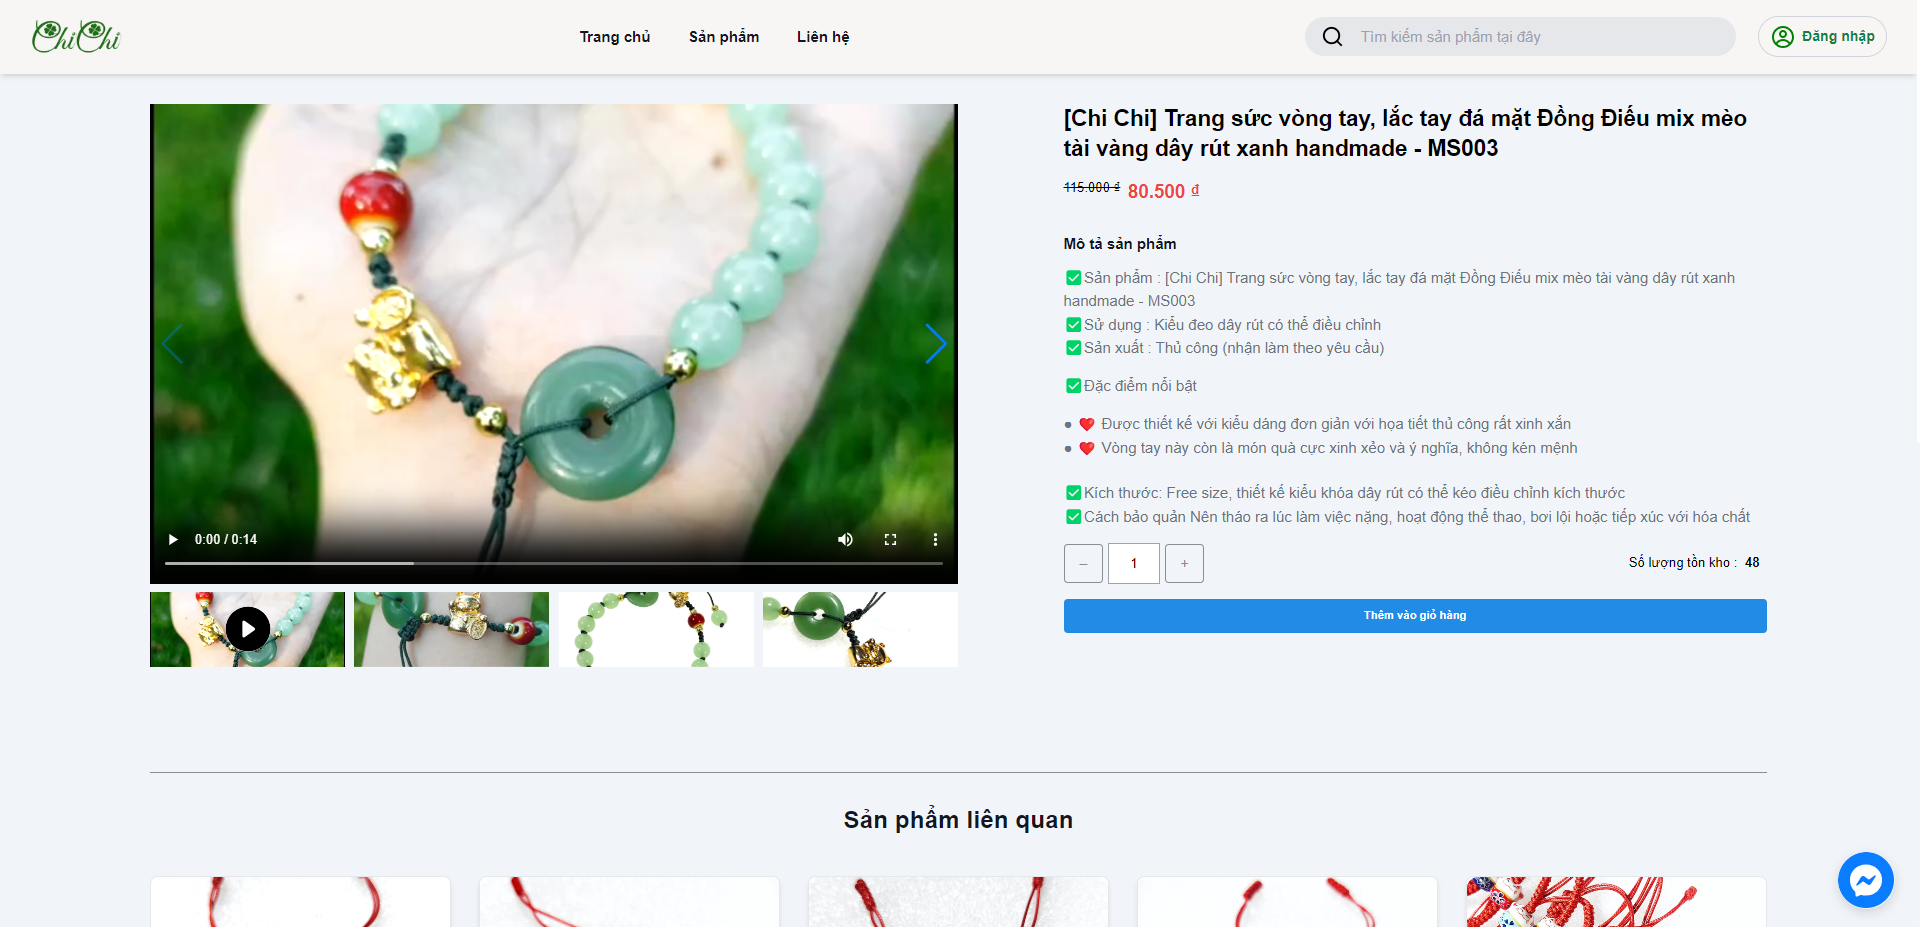 ChiChi
Trang chủ
Sản phẩm
Liên hệ
Tìm kiếm sản phẩm tại đây
Đăng nhập
[Chi Chi] Trang sức vòng tay, lắc tay đá mặt Đồng Điếu mix mèo
tài vàng dây rút xanh handmade - MS003
115.000 ₫ 80.500 ₫
Mô tả sản phẩm
✅Sản phẩm : [Chi Chi] Trang sức vòng tay, lắc tay đá mặt Đồng Điếu mix mèo tài vàng dây rút xanh
handmade - MS003
✅Sử dụng : Kiểu đeo dây rút có thể điều chỉnh
✅Sản xuất : Thủ công (nhận làm theo yêu cầu)
✅Đặc điểm nổi bật
● ❤️ Được thiết kế với kiểu dáng đơn giản với họa tiết thủ công rất xinh xắn
● ❤️ Vòng tay này còn là món quà cực xinh xẻo và ý nghĩa, không kén mệnh
✅Kích thước: Free size, thiết kế kiểu khóa dây rút có thể kéo điều chỉnh kích thước
✅Cách bảo quản Nên tháo ra lúc làm việc nặng, hoạt động thể thao, bơi lội hoặc tiếp xúc với hóa chất
0:00 / 0:14
– 1 +
Số lượng tồn kho : 48
Thêm vào giỏ hàng
Sản phẩm liên quan